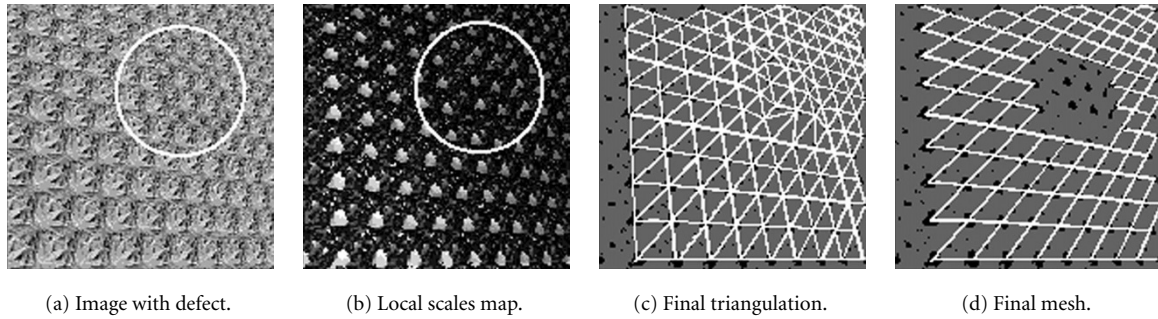 (a) Image with defect.
(b) Local scales map.
(c) Final triangulation.
(d) Final mesh.